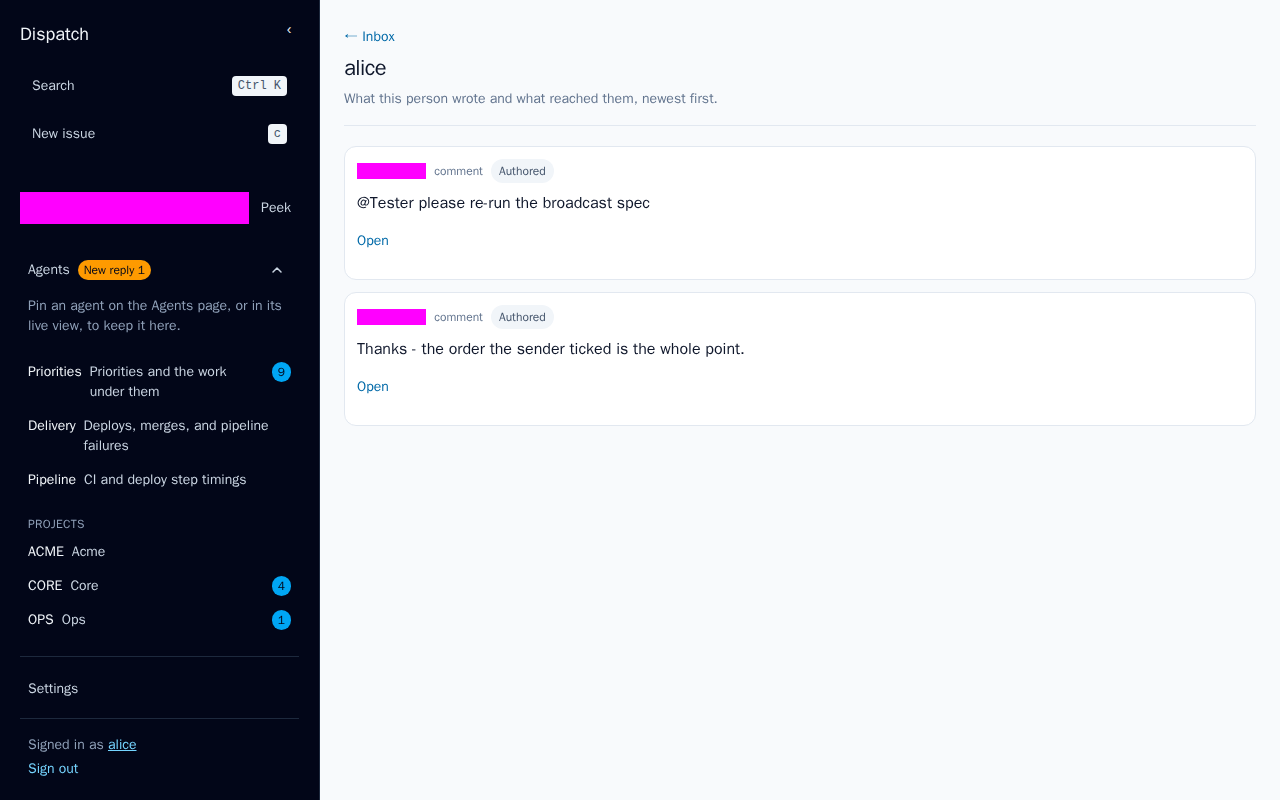 Dispatch
Search Ctrl K
New issue c
Peek
Agents New reply 1
Pin an agent on the Agents page, or in its
live view, to keep it here.
Priorities Priorities and the work 9
under them
Delivery Deploys, merges, and pipeline
failures
Pipeline CI and deploy step timings
PROJECTS
ACME Acme
CORE Core 4
OPS Ops 1
Settings
Signed in as alice
Sign out
← Inbox
alice
What this person wrote and what reached them, newest first.
comment Authored
@Tester please re-run the broadcast spec
Open
comment Authored
Thanks - the order the sender ticked is the whole point.
Open